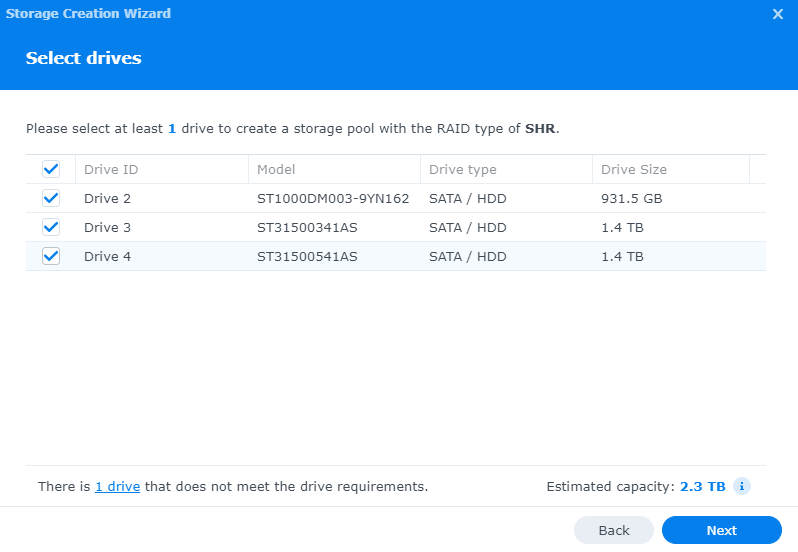 Storage Creation Wizard
Select drives
Please select at least 1 drive to create a storage pool with the RAID type of SHR.
Drive ID Model Drive type Drive Size
Drive 2 ST1000DM003-9YN162 SATA / HDD 931.5 GB
Drive 3 ST31500341AS SATA / HDD 1.4 TB
Drive 4 ST31500541AS SATA / HDD 1.4 TB
There is 1 drive that does not meet the drive requirements. Estimated capacity: 2.3 TB i
Back Next